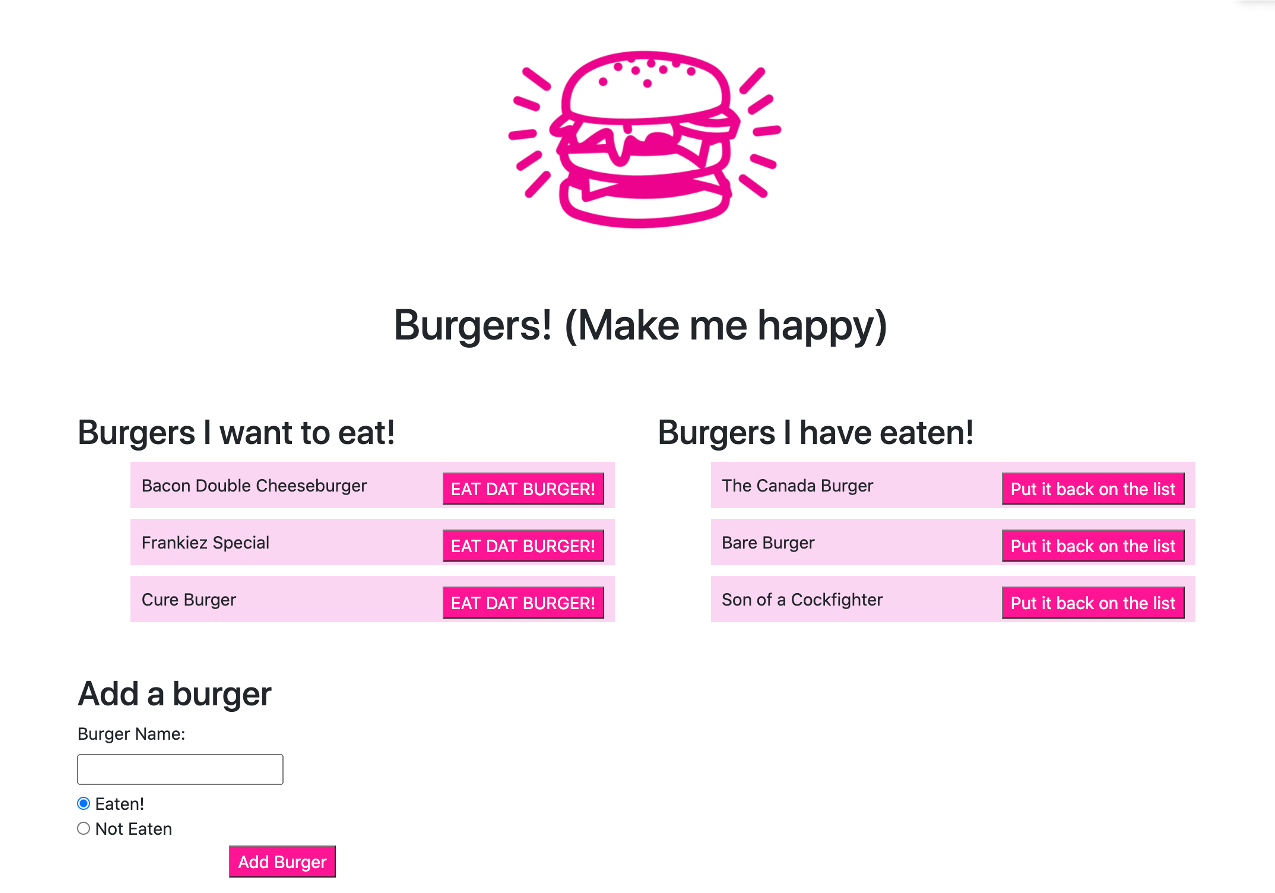 Burgers! (Make me happy)
Burgers I want to eat!
Bacon Double Cheeseburger EAT DAT BURGER!
Frankiez Special EAT DAT BURGER!
Cure Burger EAT DAT BURGER!
Burgers I have eaten!
The Canada Burger Put it back on the list
Bare Burger Put it back on the list
Son of a Cockfighter Put it back on the list
Add a burger
Burger Name:
Eaten!
Not Eaten
Add Burger